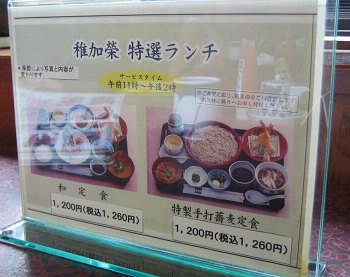 稚加榮 特選ランチ
※季節により写真と内容が
変わります。
サービスタイム
午前11時～午後2時
和 定 食
1,200円(税込1,260円)
特製手打蕎麦定食
1,200円(税込1,260円)